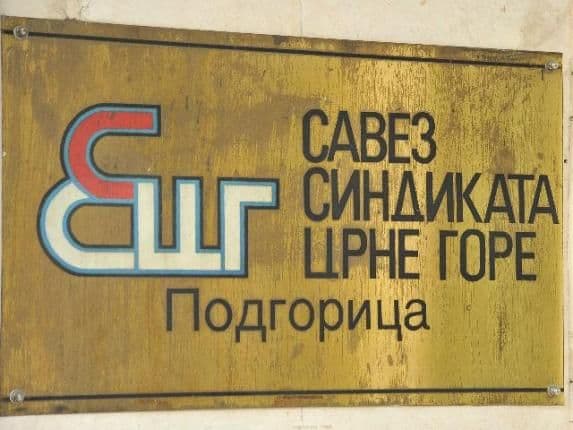 ССЦГ
САВЕЗ
СИНДИКАТА
ЦРНЕ ГОРЕ
Подгорица